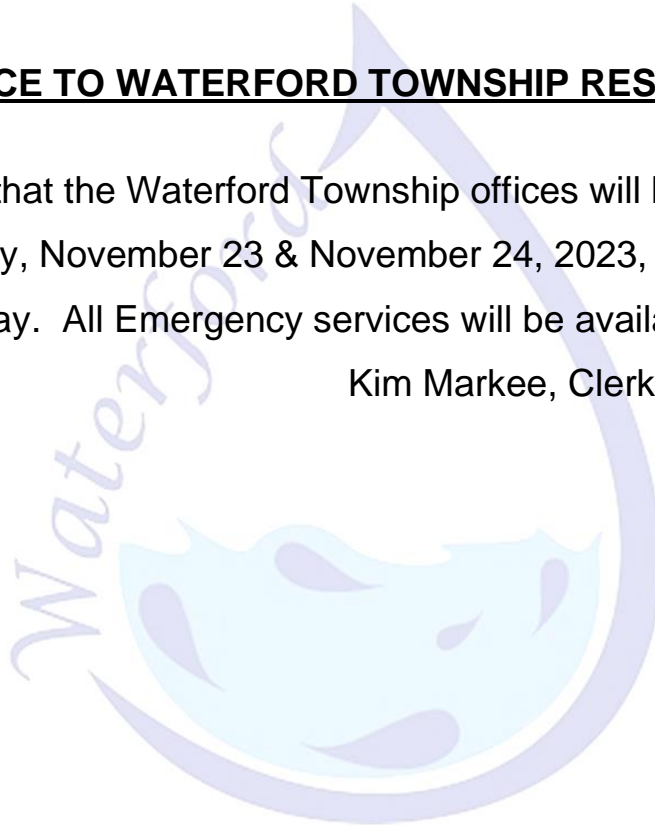 CE TO WATERFORD TOWNSHIP RES
that the Waterford Township offices will
y, November 23 & November 24, 2023,
ay.  All Emergency services will be avail
Kim Markee, Clerk
Waterford